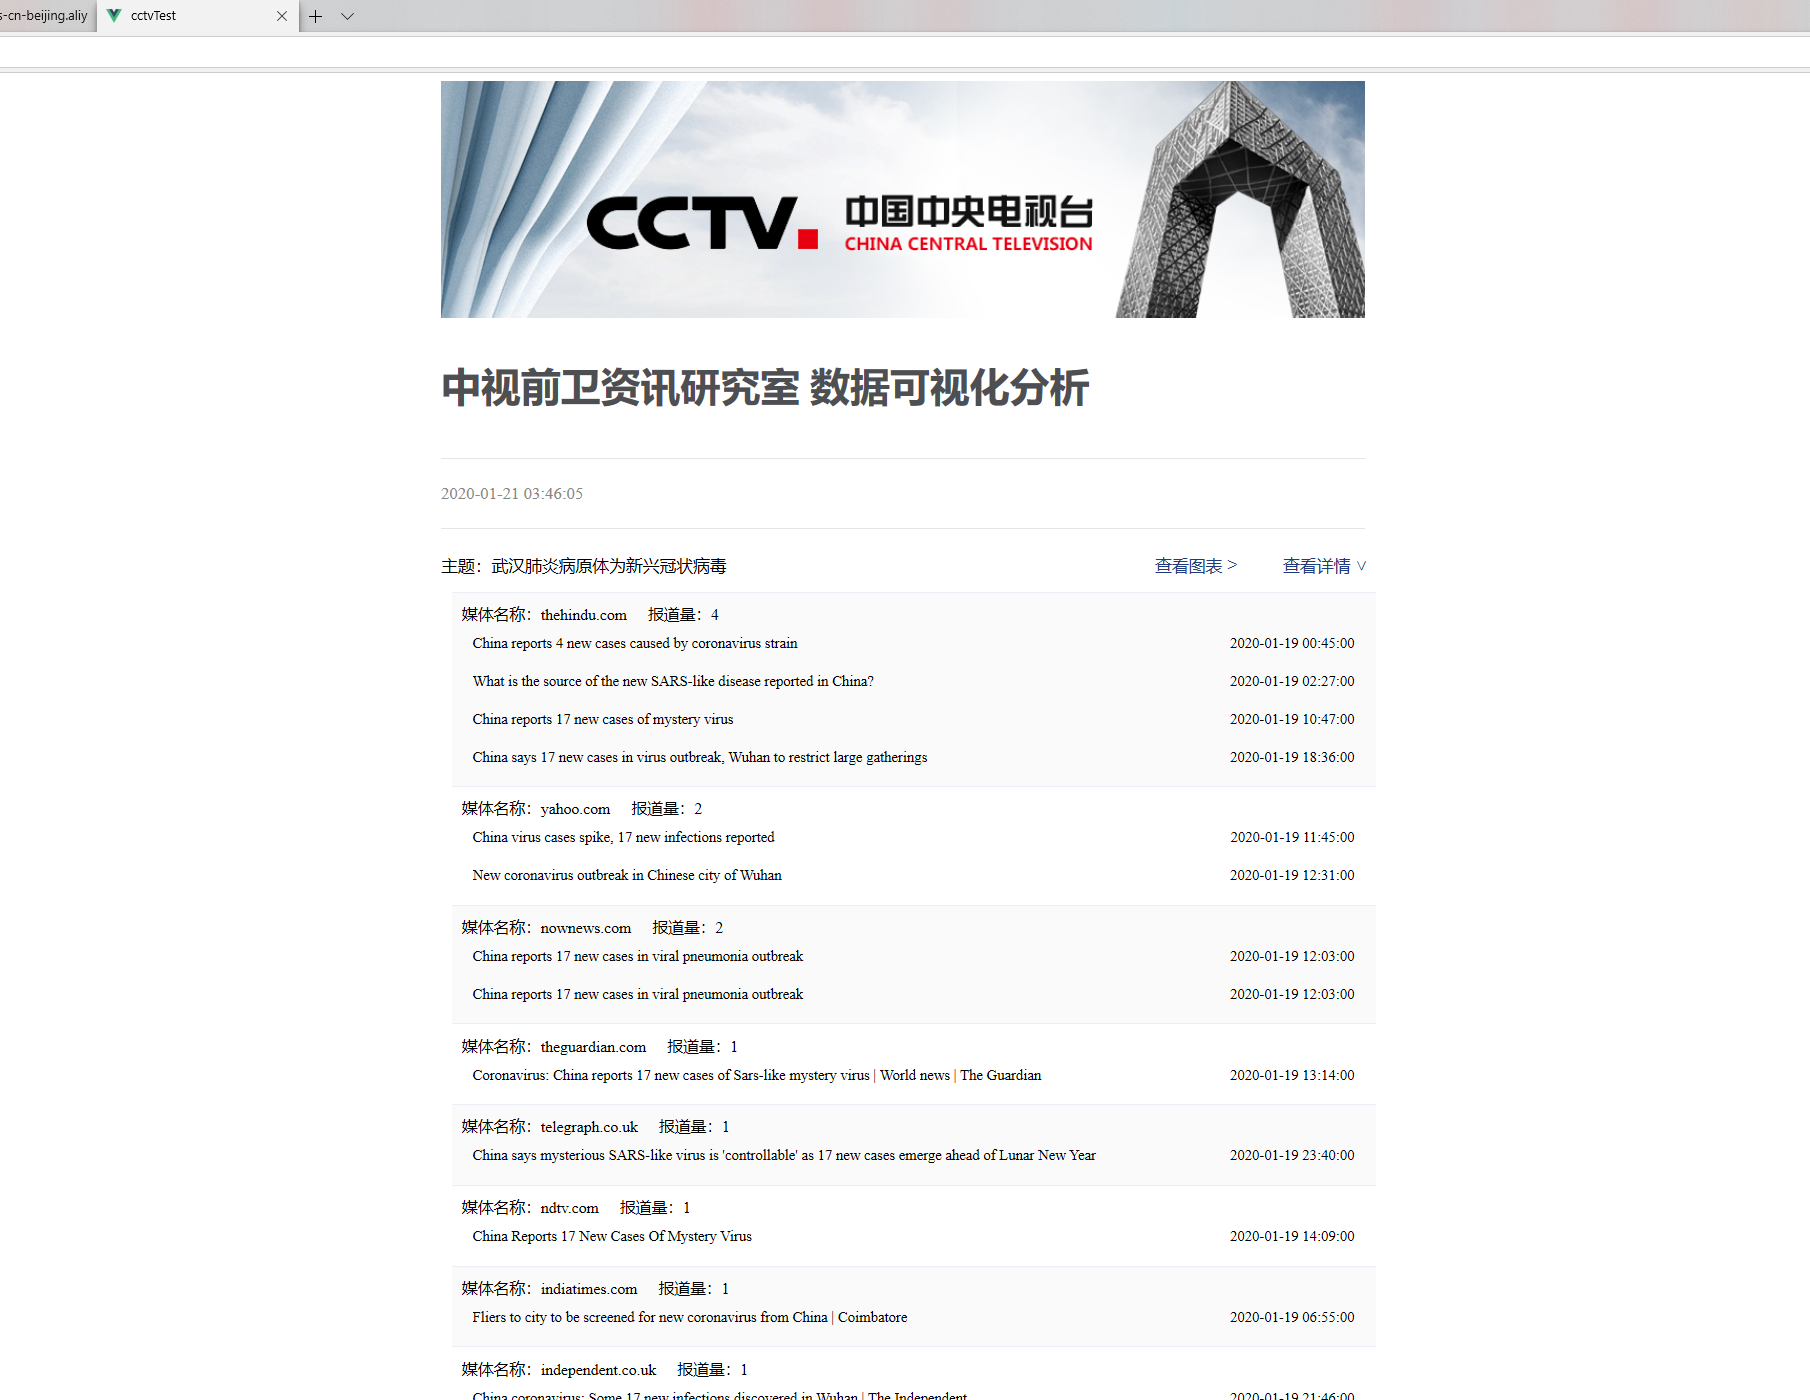 s-cn-beijing.aliy
cctvTest
CCTV. 中国中央电视台
CHINA CENTRAL TELEVISION
中视前卫资讯研究室 数据可视化分析
2020-01-21 03:46:05
主题：武汉肺炎病原体为新兴冠状病毒 查看图表 > 查看详情 ∨
媒体名称：thehindu.com 报道量：4
China reports 4 new cases caused by coronavirus strain 2020-01-19 00:45:00
What is the source of the new SARS-like disease reported in China? 2020-01-19 02:27:00
China reports 17 new cases of mystery virus 2020-01-19 10:47:00
China says 17 new cases in virus outbreak, Wuhan to restrict large gatherings 2020-01-19 18:36:00
媒体名称：yahoo.com 报道量：2
China virus cases spike, 17 new infections reported 2020-01-19 11:45:00
New coronavirus outbreak in Chinese city of Wuhan 2020-01-19 12:31:00
媒体名称：nownews.com 报道量：2
China reports 17 new cases in viral pneumonia outbreak 2020-01-19 12:03:00
China reports 17 new cases in viral pneumonia outbreak 2020-01-19 12:03:00
媒体名称：theguardian.com 报道量：1
Coronavirus: China reports 17 new cases of Sars-like mystery virus | World news | The Guardian 2020-01-19 13:14:00
媒体名称：telegraph.co.uk 报道量：1
China says mysterious SARS-like virus is 'controllable' as 17 new cases emerge ahead of Lunar New Year 2020-01-19 23:40:00
媒体名称：ndtv.com 报道量：1
China Reports 17 New Cases Of Mystery Virus 2020-01-19 14:09:00
媒体名称：indiatimes.com 报道量：1
Fliers to city to be screened for new coronavirus from China | Coimbatore 2020-01-19 06:55:00
媒体名称：independent.co.uk 报道量：1
China coronavirus: Some 17 new infections discovered in Wuhan | The Independent 2020-01-19 21:46:00